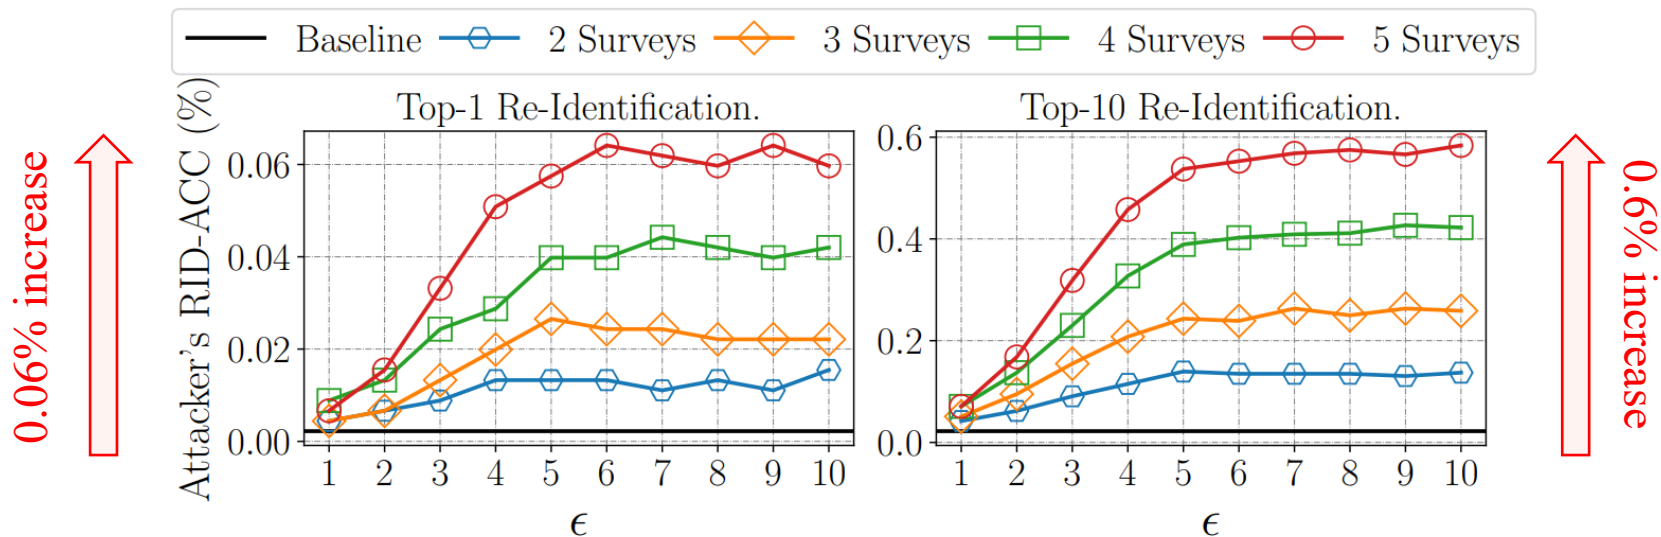 Baseline 2 Surveys 3 Surveys 4 Surveys 5 Surveys
0.06% increase
Attacker's RID-ACC (%)
Top-1 Re-Identification.
0.06
0.04
0.02
0.00
1 2 3 4 5 6 7 8 9 10
ϵ
Top-10 Re-Identification.
0.6
0.4
0.2
0.0
1 2 3 4 5 6 7 8 9 10
ϵ
0.6% increase